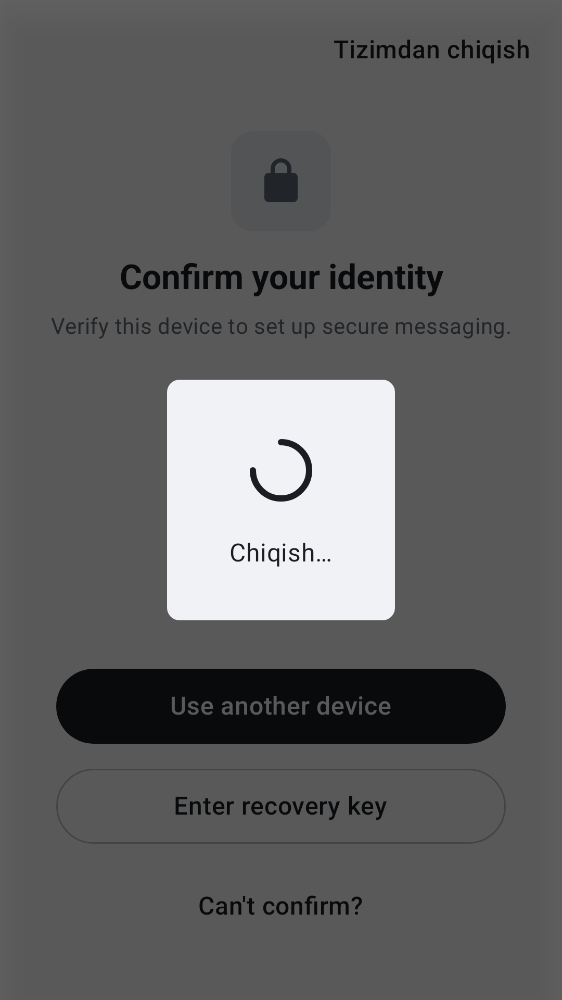 Tizimdan chiqish
Confirm your identity
Verify this device to set up secure messaging.
Chiqish…
Use another device
Enter recovery key
Can't confirm?